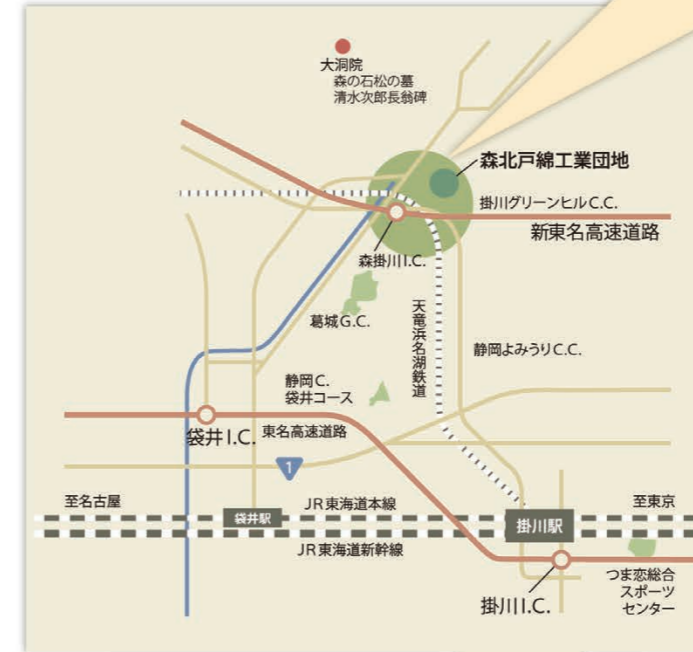 大洞院
森の石松の墓
清水次郎長翁碑
森北戸綿工業団地
掛川グリーンヒルC.C.
新東名高速道路
森掛川I.C.
葛城G.C.
天竜浜名湖鉄道
静岡よみうりC.C.
静岡C.
袋井コース
袋井I.C.
東名高速道路
1
至名古屋
袋井駅
JR東海道本線
掛川駅
至東京
JR東海道新幹線
つま恋総合
スポーツ
センター
掛川I.C.